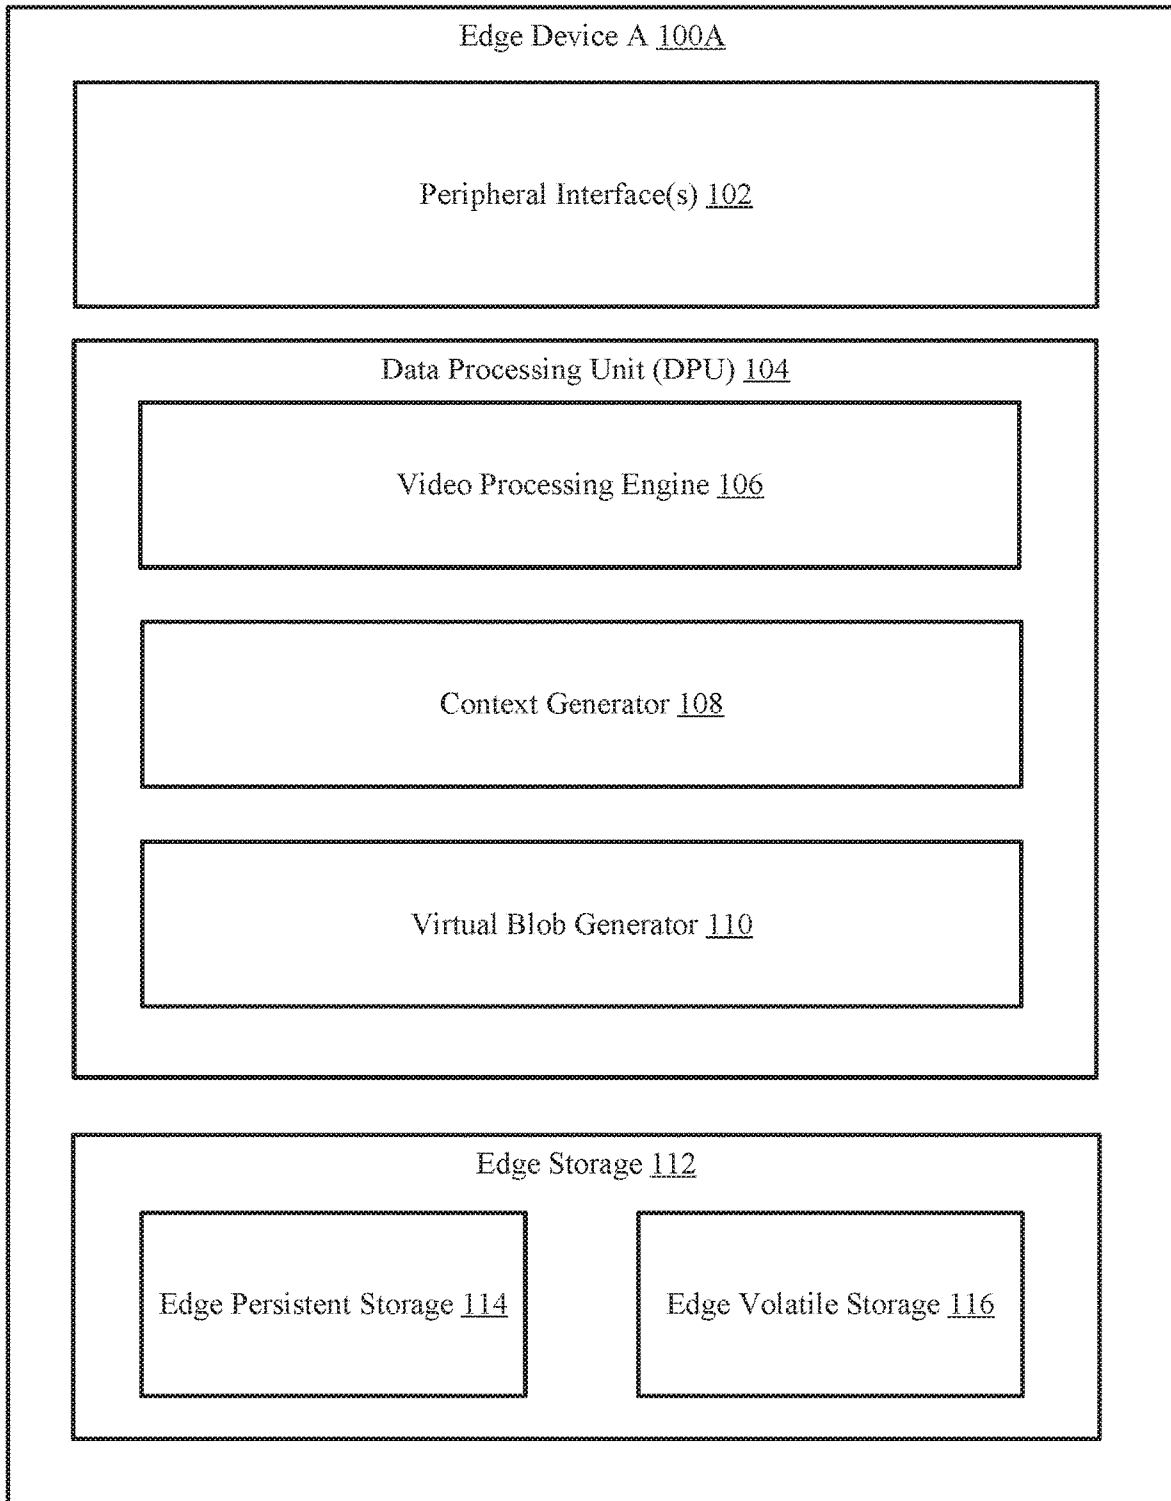 Edge Device A 100A
Peripheral Interface(s) 102
Data Processing Unit (DPU) 104
Video Processing Engine 106
Context Generator 108
Virtual Blob Generator 110
Edge Storage 112
Edge Persistent Storage 114
Edge Volatile Storage 116